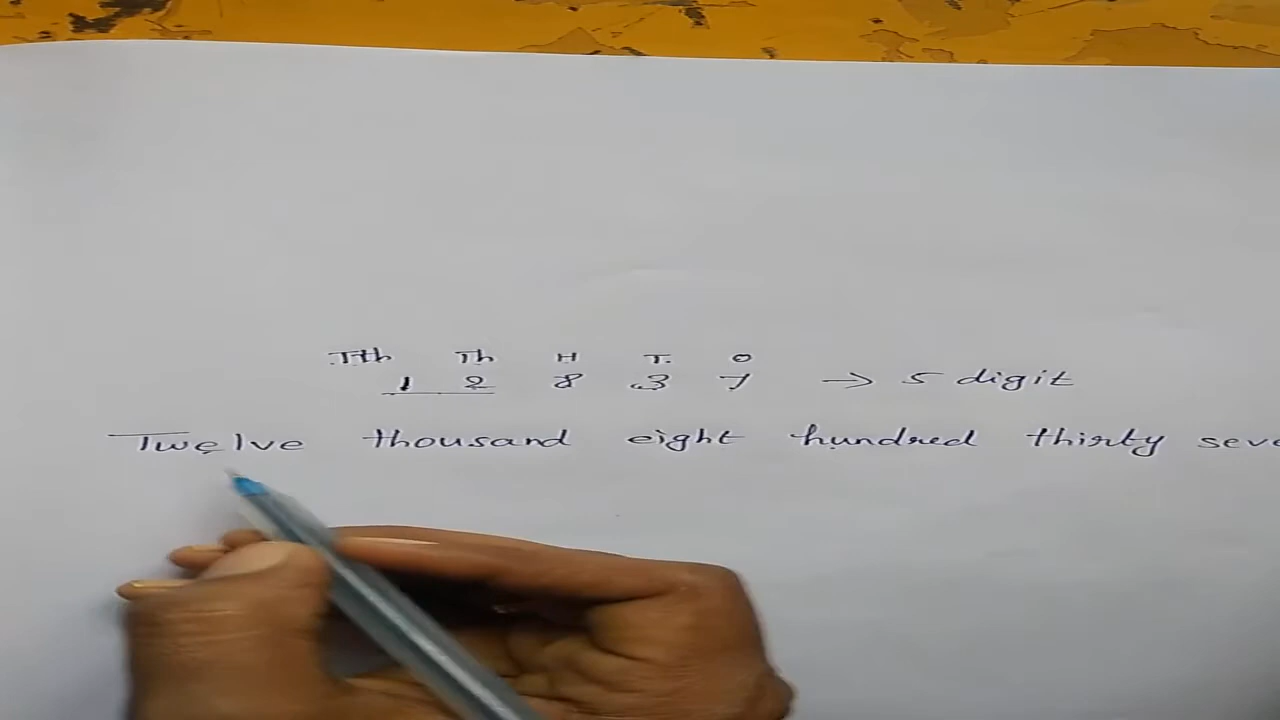 Tth Th H T. O
1 2 8 3 7 → 5 digit
Twelve thousand eight hundred thirty